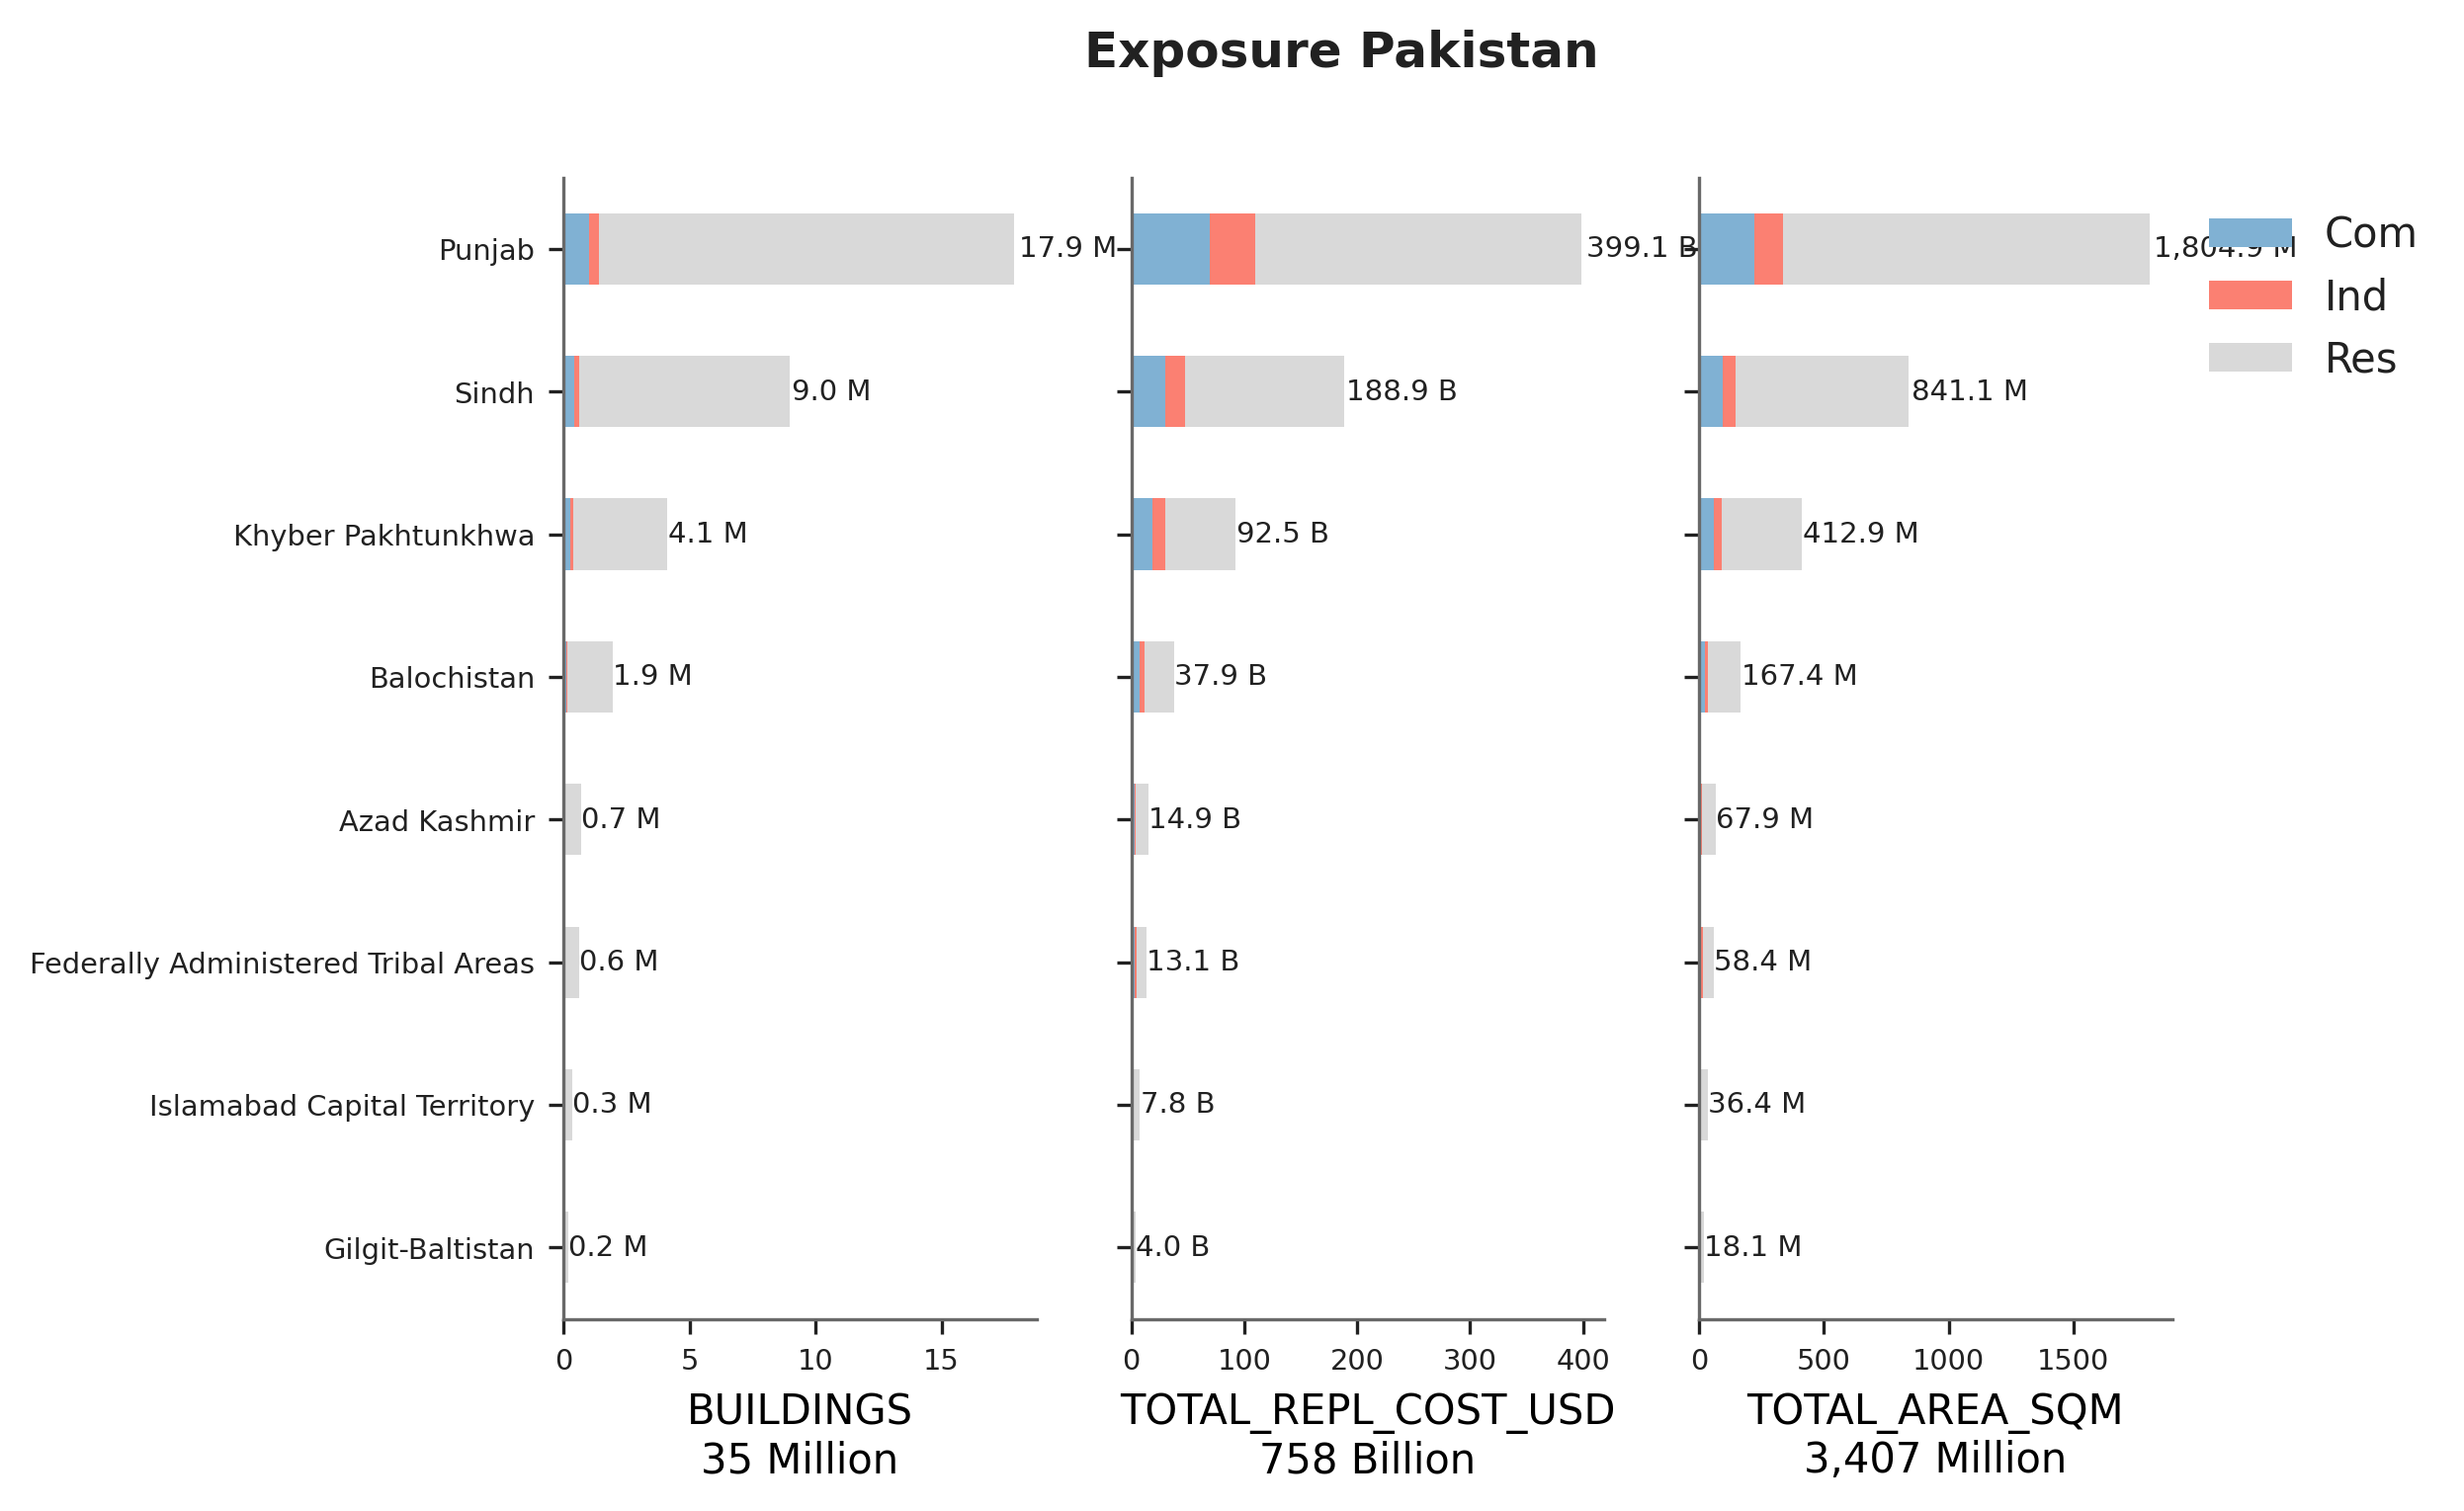 Exposure Pakistan
Punjab
Sindh
Khyber Pakhtunkhwa
Balochistan
Azad Kashmir
Federally Administered Tribal Areas
Islamabad Capital Territory
Gilgit-Baltistan
17.9 M
9.0 M
4.1 M
1.9 M
0.7 M
0.6 M
0.3 M
0.2 M
0 5 10 15
BUILDINGS
35 Million
399.1 B
188.9 B
92.5 B
37.9 B
14.9 B
13.1 B
7.8 B
4.0 B
0 100 200 300 400
TOTAL_REPL_COST_USD
758 Billion
1,804.9 M
841.1 M
412.9 M
167.4 M
67.9 M
58.4 M
36.4 M
18.1 M
0 500 1000 1500
TOTAL_AREA_SQM
3,407 Million
Com
Ind
Res